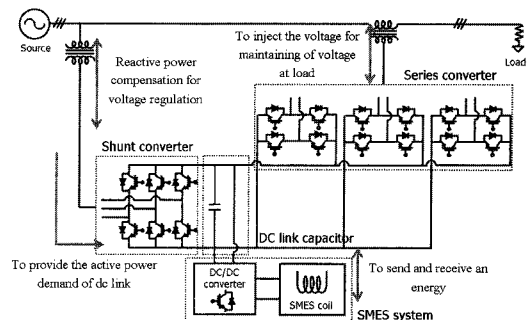 Source
Reactive power
compensation for
voltage regulation
To inject the voltage for
maintaining of voltage
at load
Load
Series converter
Shunt converter
DC link capacitor
To provide the active power
demand of dc link
DC/DC
converter
SMES coil
To send and receive an
energy
SMES system